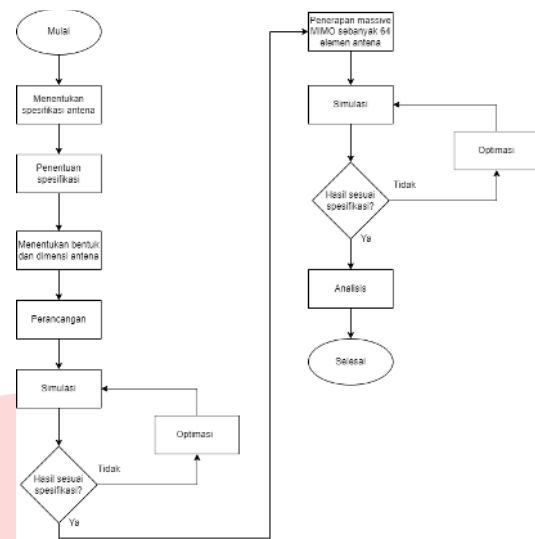 Mulai
Menentukan
spesifikasi antena
Penentuan
spesifikasi
Menentukan bentuk
dan dimensi antena
Perancangan
Simulasi
Optimasi
Hasil sesuai
spesifikasi?
Tidak
Ya
Penerapan massive
MIMO sebanyak 64
elemen antena
Simulasi
Optimasi
Hasil sesuai
spesifikasi?
Tidak
Ya
Analisis
Selesai